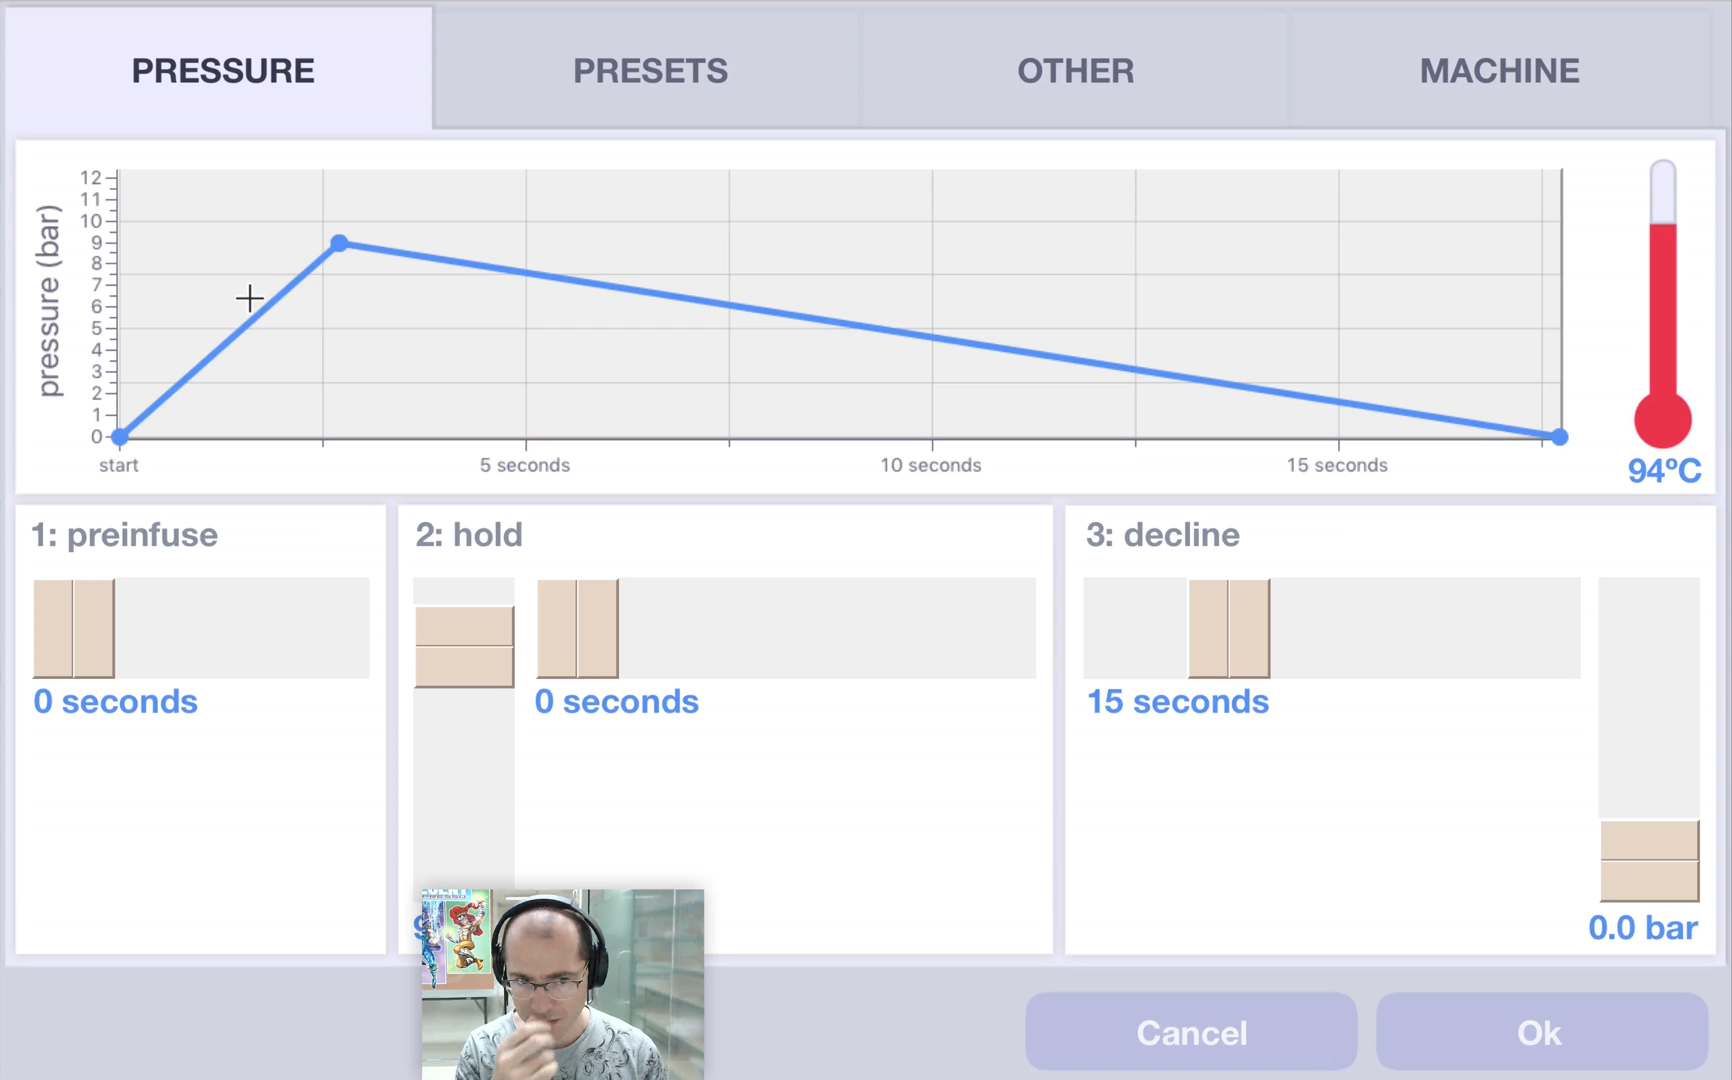 PRESSURE
PRESETS
OTHER
MACHINE
pressure (bar)
12
11
10
9
8
7
6
5
4
3
2
1
0
start
5 seconds
10 seconds
15 seconds
94ºC
1: preinfuse
2: hold
3: decline
0 seconds
0 seconds
15 seconds
0.0 bar
Cancel
Ok